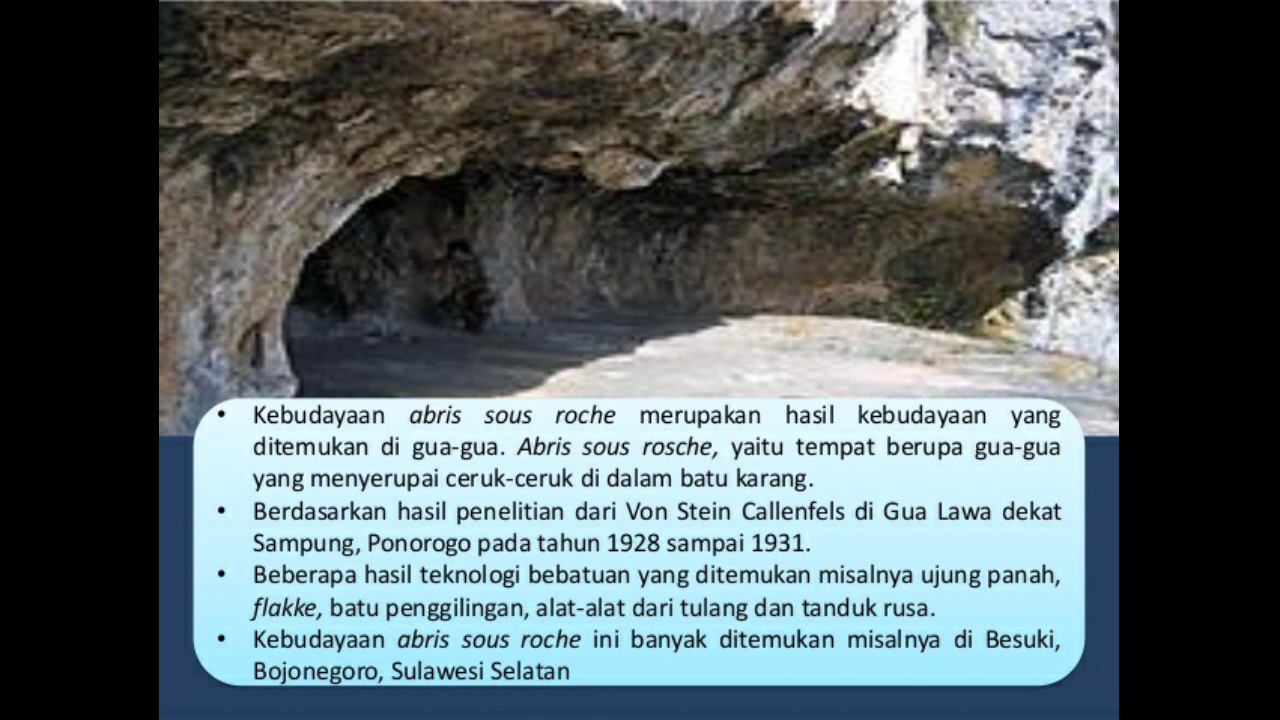 • Kebudayaan abris sous roche merupakan hasil kebudayaan yang
ditemukan di gua-gua. Abris sous rosche, yaitu tempat berupa gua-gua
yang menyerupai ceruk-ceruk di dalam batu karang.
• Berdasarkan hasil penelitian dari Von Stein Callenfels di Gua Lawa dekat
Sampung, Ponorogo pada tahun 1928 sampai 1931.
• Beberapa hasil teknologi bebatuan yang ditemukan misalnya ujung panah,
flakke, batu penggilingan, alat-alat dari tulang dan tanduk rusa.
• Kebudayaan abris sous roche ini banyak ditemukan misalnya di Besuki,
Bojonegoro, Sulawesi Selatan